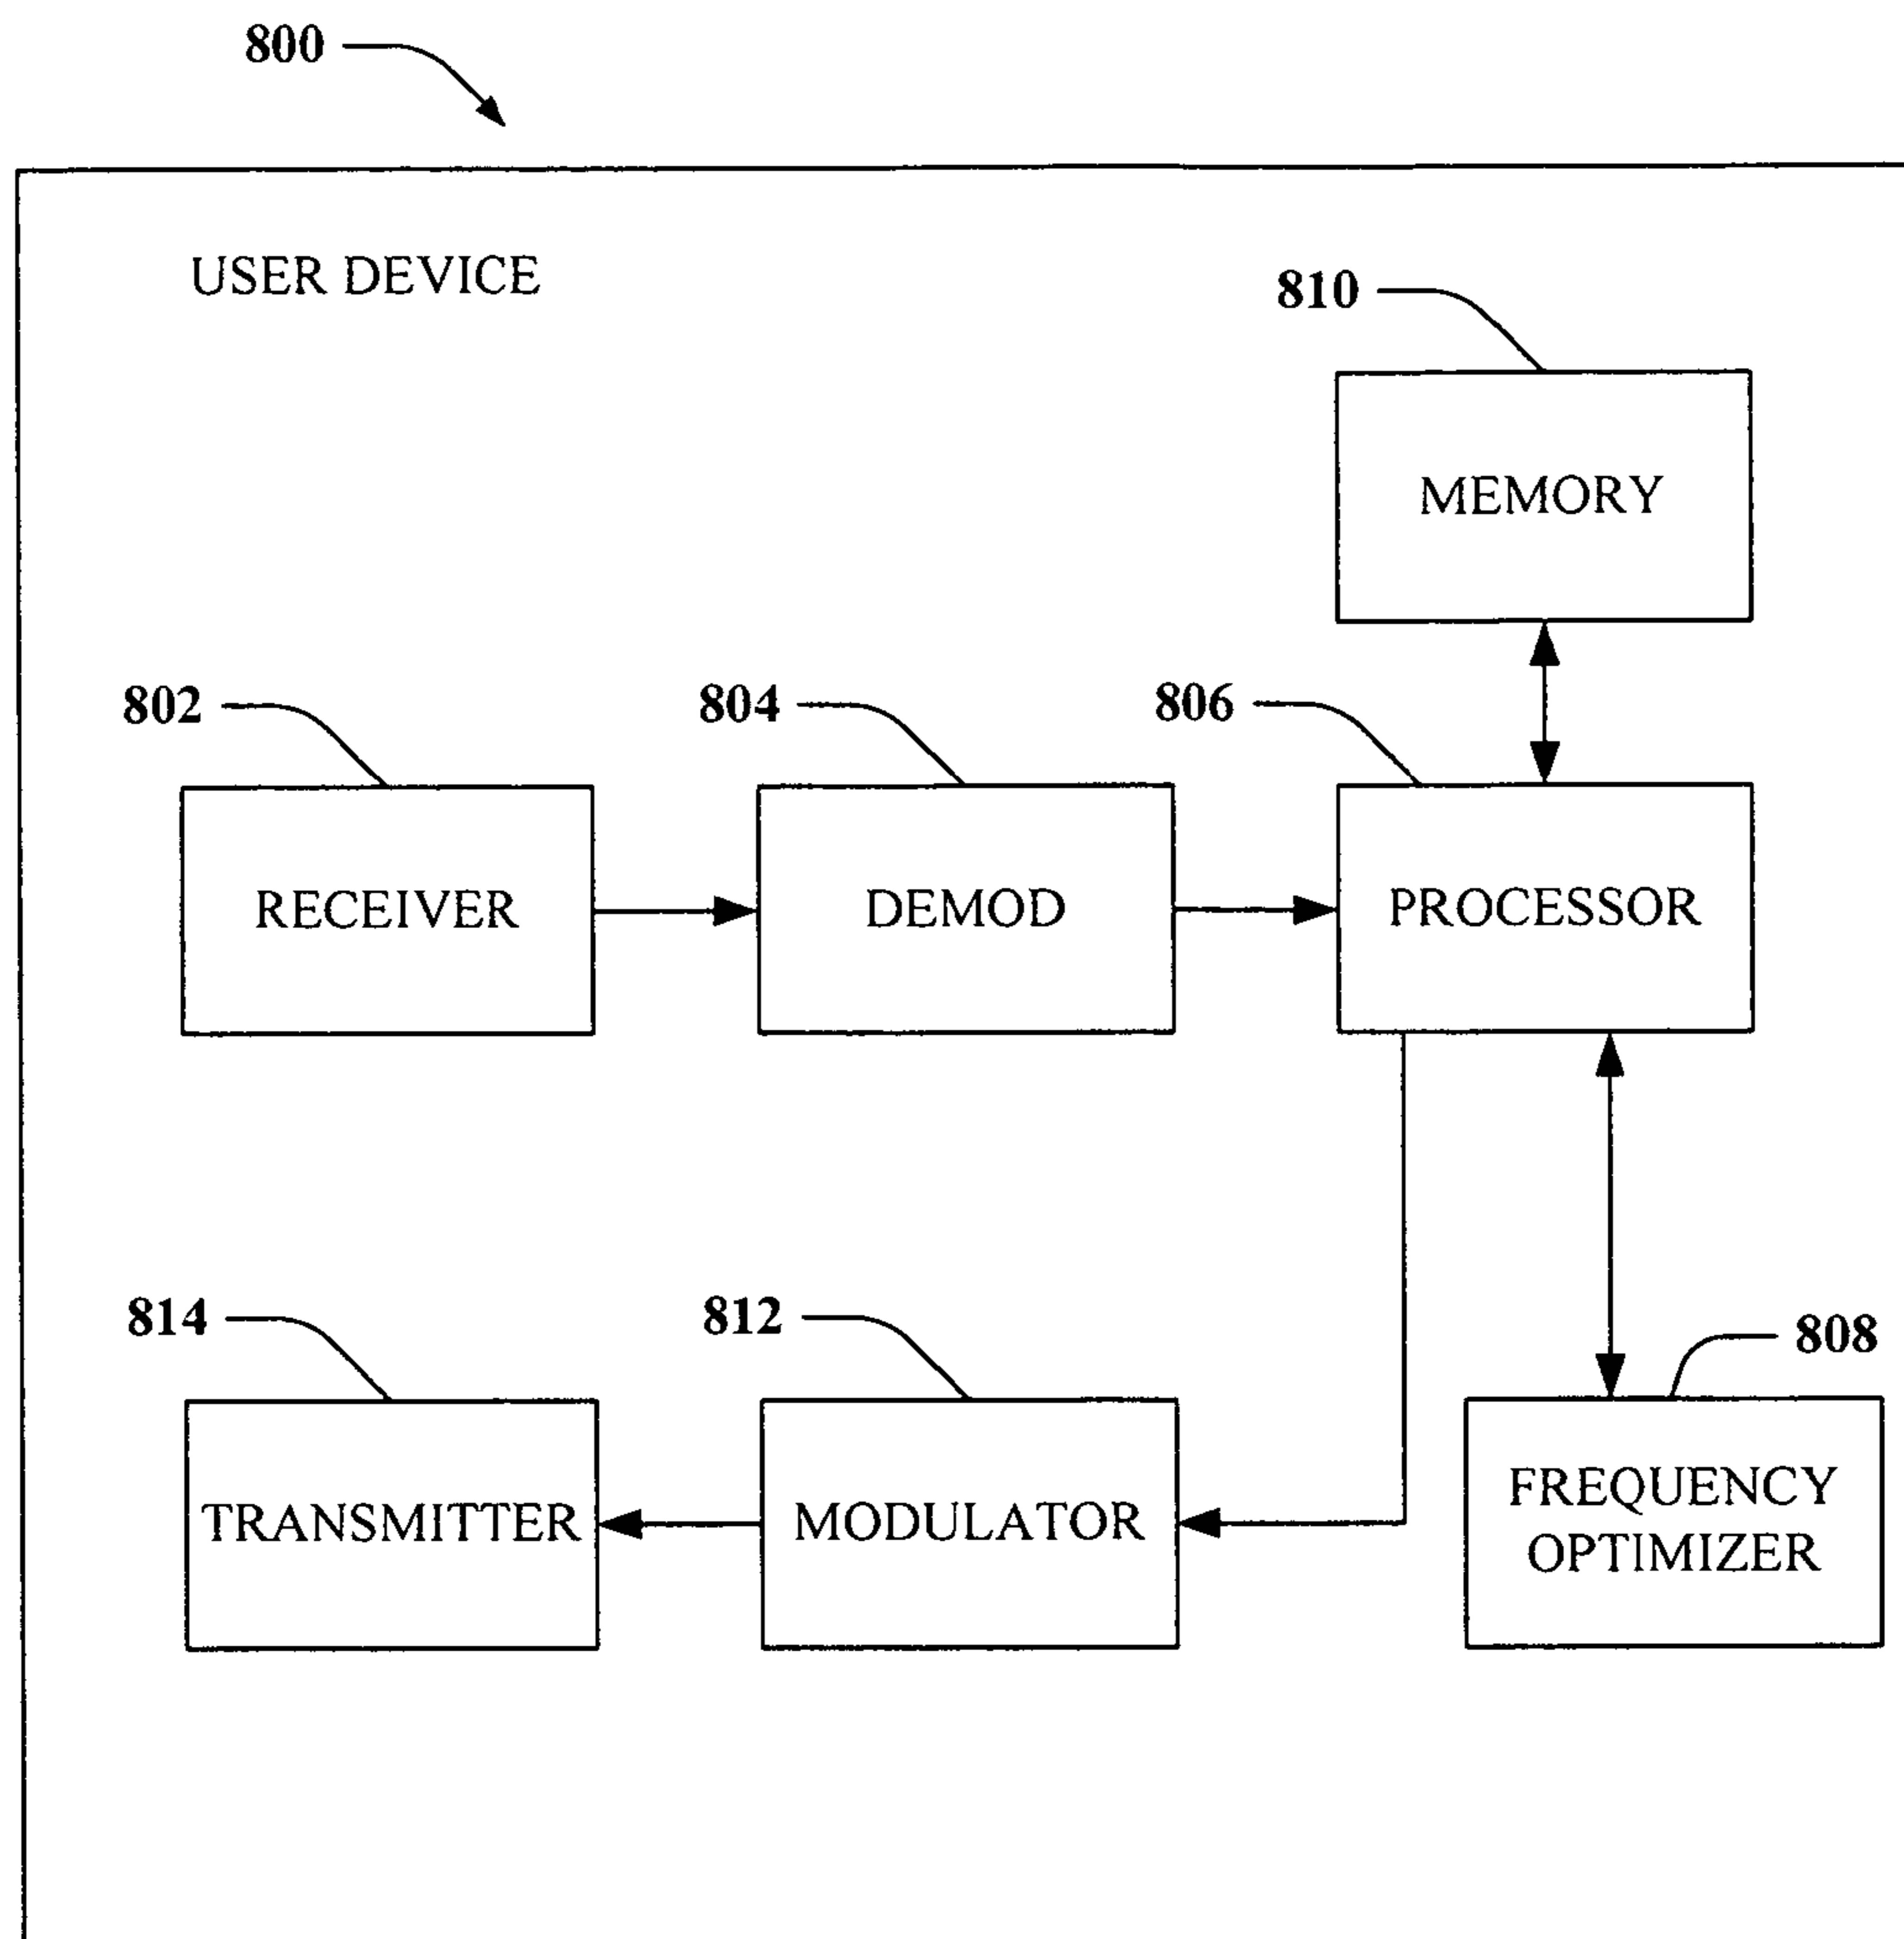 800
USER DEVICE
810
MEMORY
802
804
806
RECEIVER
DEMOD
PROCESSOR
814
812
808
TRANSMITTER
MODULATOR
FREQUENCY
OPTIMIZER